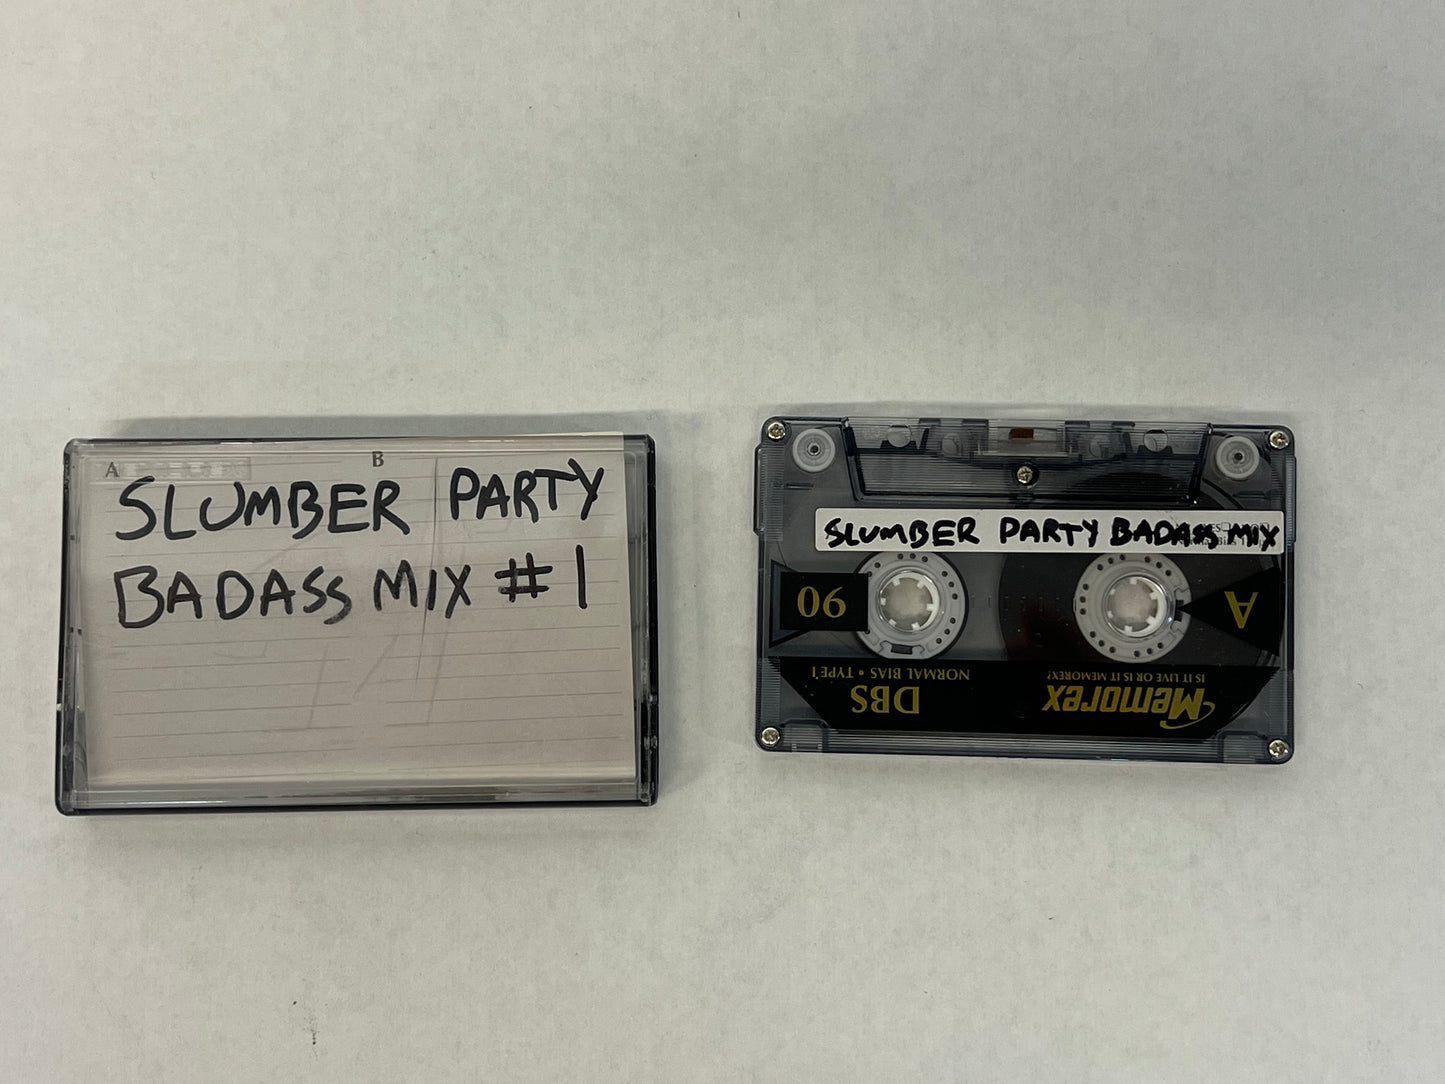 A
B
SLUMBER PARTY
BADASS MIX #1
SLUMBER PARTY BADASS MIX
90
A
DBS
NORMAL BIAS • TYPE I
Memorex
IS IT LIVE OR IS IT MEMOREX?